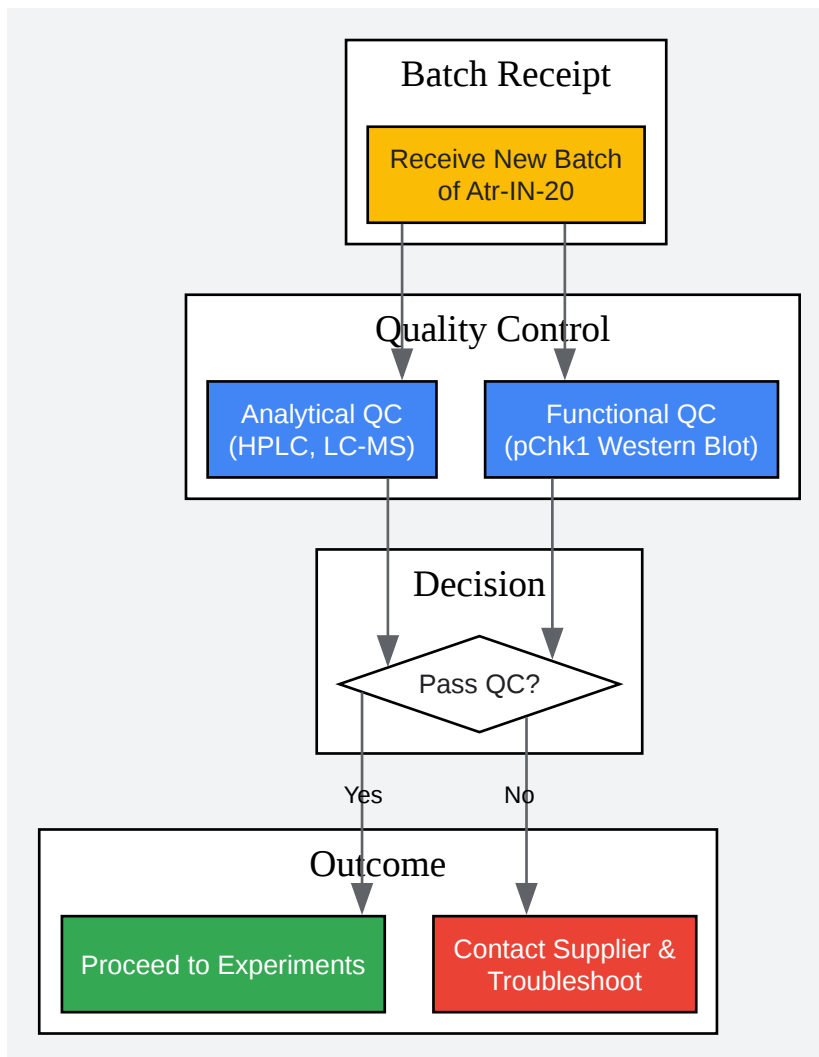 Batch Receipt
Receive New Batch
of Atr-IN-20
Quality Control
Analytical QC
(HPLC, LC-MS)
Functional QC
(pChk1 Western Blot)
Decision
Pass QC?
Yes
No
Outcome
Proceed to Experiments
Contact Supplier &
Troubleshoot